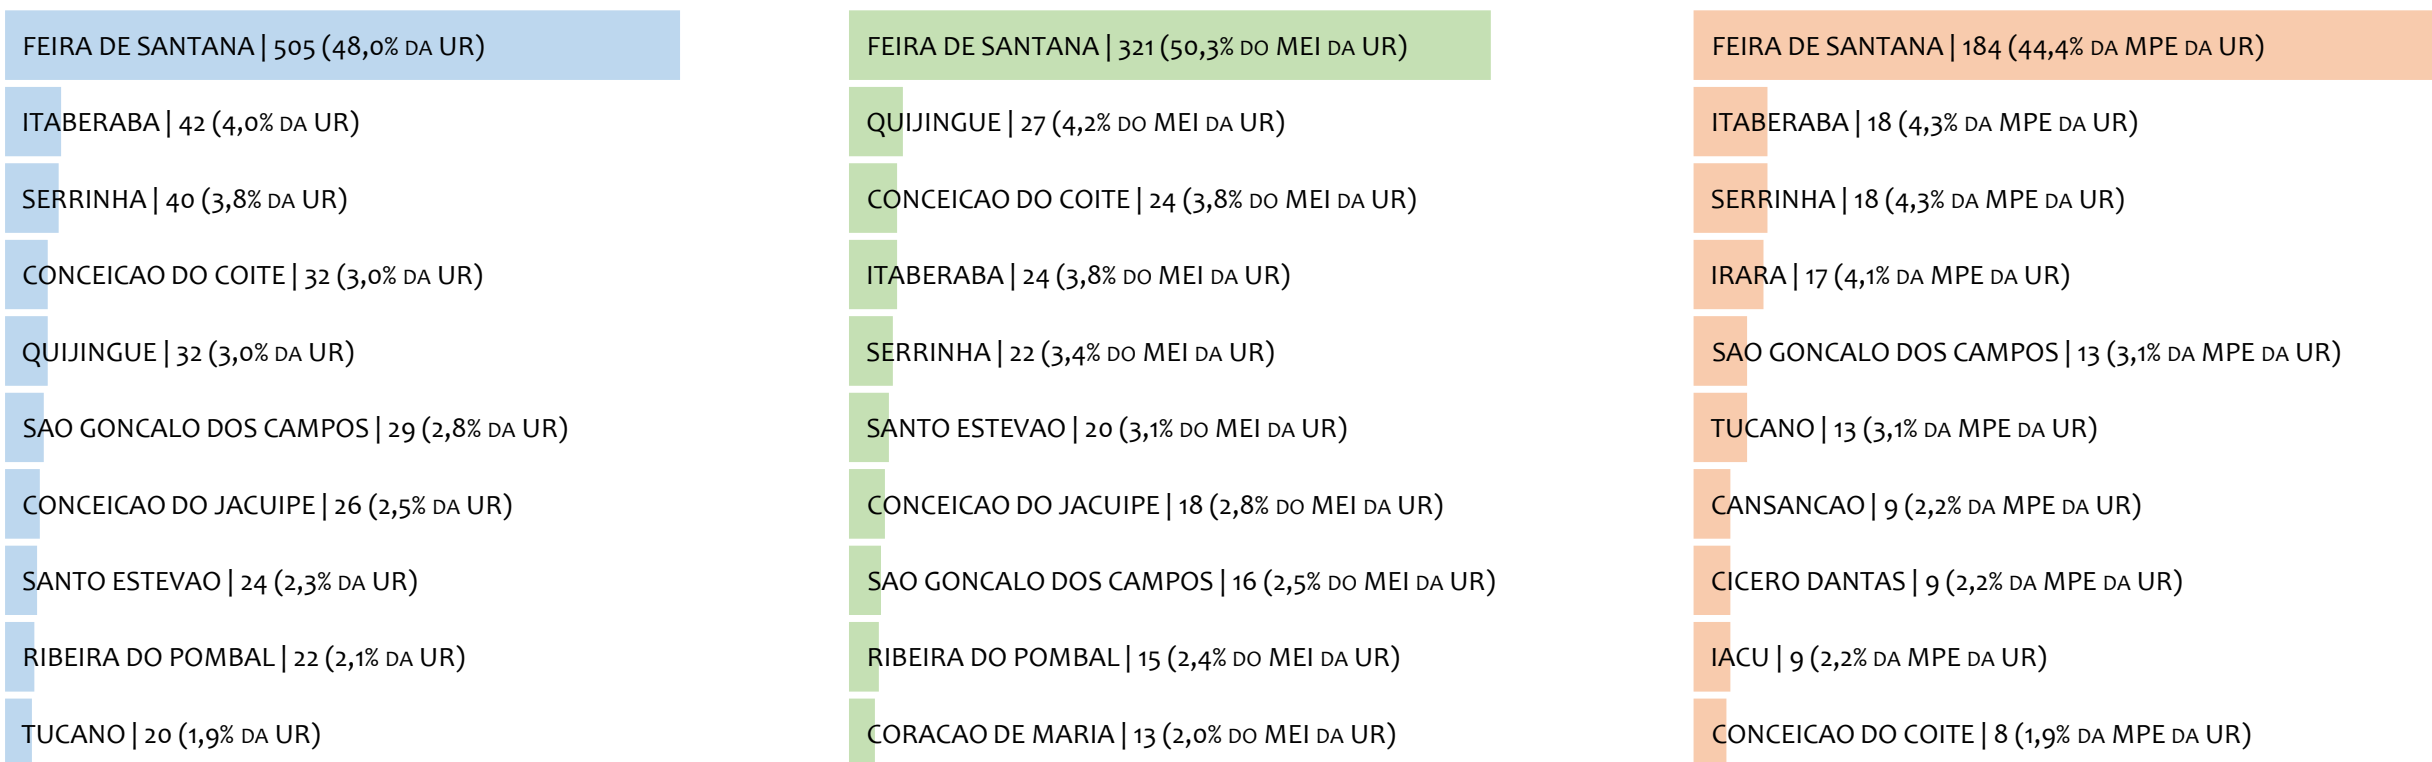 FEIRA DE SANTANA | 505 (48,0% DA UR)
ITABERABA | 42 (4,0% DA UR)
SERRINHA | 40 (3,8% DA UR)
CONCEICAO DO COITE | 32 (3,0% DA UR)
QUIJINGUE | 32 (3,0% DA UR)
SAO GONCALO DOS CAMPOS | 29 (2,8% DA UR)
CONCEICAO DO JACUIPE | 26 (2,5% DA UR)
SANTO ESTEVAO | 24 (2,3% DA UR)
RIBEIRA DO POMBAL | 22 (2,1% DA UR)
TUCANO | 20 (1,9% DA UR)
FEIRA DE SANTANA | 321 (50,3% DO MEI DA UR)
QUIJINGUE | 27 (4,2% DO MEI DA UR)
CONCEICAO DO COITE | 24 (3,8% DO MEI DA UR)
ITABERABA | 24 (3,8% DO MEI DA UR)
SERRINHA | 22 (3,4% DO MEI DA UR)
SANTO ESTEVAO | 20 (3,1% DO MEI DA UR)
CONCEICAO DO JACUIPE | 18 (2,8% DO MEI DA UR)
SAO GONCALO DOS CAMPOS | 16 (2,5% DO MEI DA UR)
RIBEIRA DO POMBAL | 15 (2,4% DO MEI DA UR)
CORACAO DE MARIA | 13 (2,0% DO MEI DA UR)
FEIRA DE SANTANA | 184 (44,4% DA MPE DA UR)
ITABERABA | 18 (4,3% DA MPE DA UR)
SERRINHA | 18 (4,3% DA MPE DA UR)
IRARA | 17 (4,1% DA MPE DA UR)
SAO GONCALO DOS CAMPOS | 13 (3,1% DA MPE DA UR)
TUCANO | 13 (3,1% DA MPE DA UR)
CANSANCAO | 9 (2,2% DA MPE DA UR)
CICERO DANTAS | 9 (2,2% DA MPE DA UR)
IACU | 9 (2,2% DA MPE DA UR)
CONCEICAO DO COITE | 8 (1,9% DA MPE DA UR)